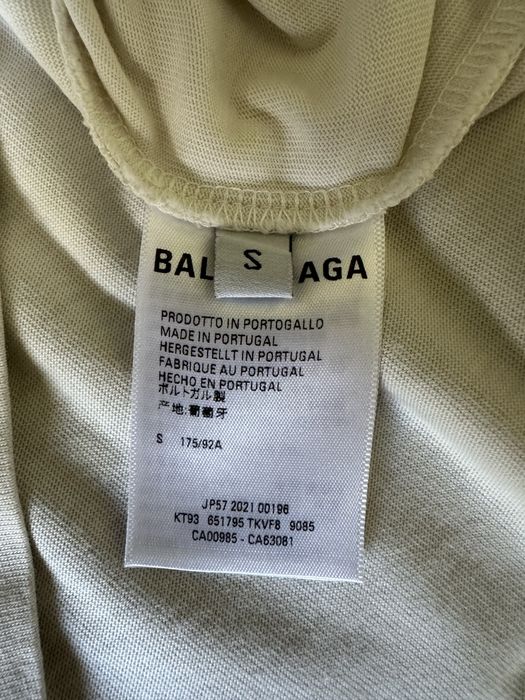 BAL AGA
S
PRODOTTO IN PORTOGALLO
MADE IN PORTUGAL
HERGESTELLT IN PORTUGAL
FABRIQUE AU PORTUGAL
HECHO EN PORTUGAL
ポルトガル製
产地:葡萄牙
S 175/92A
JP57 2021 00196
KT93 651795 TKVF8 9085
CA00985 - CA63081